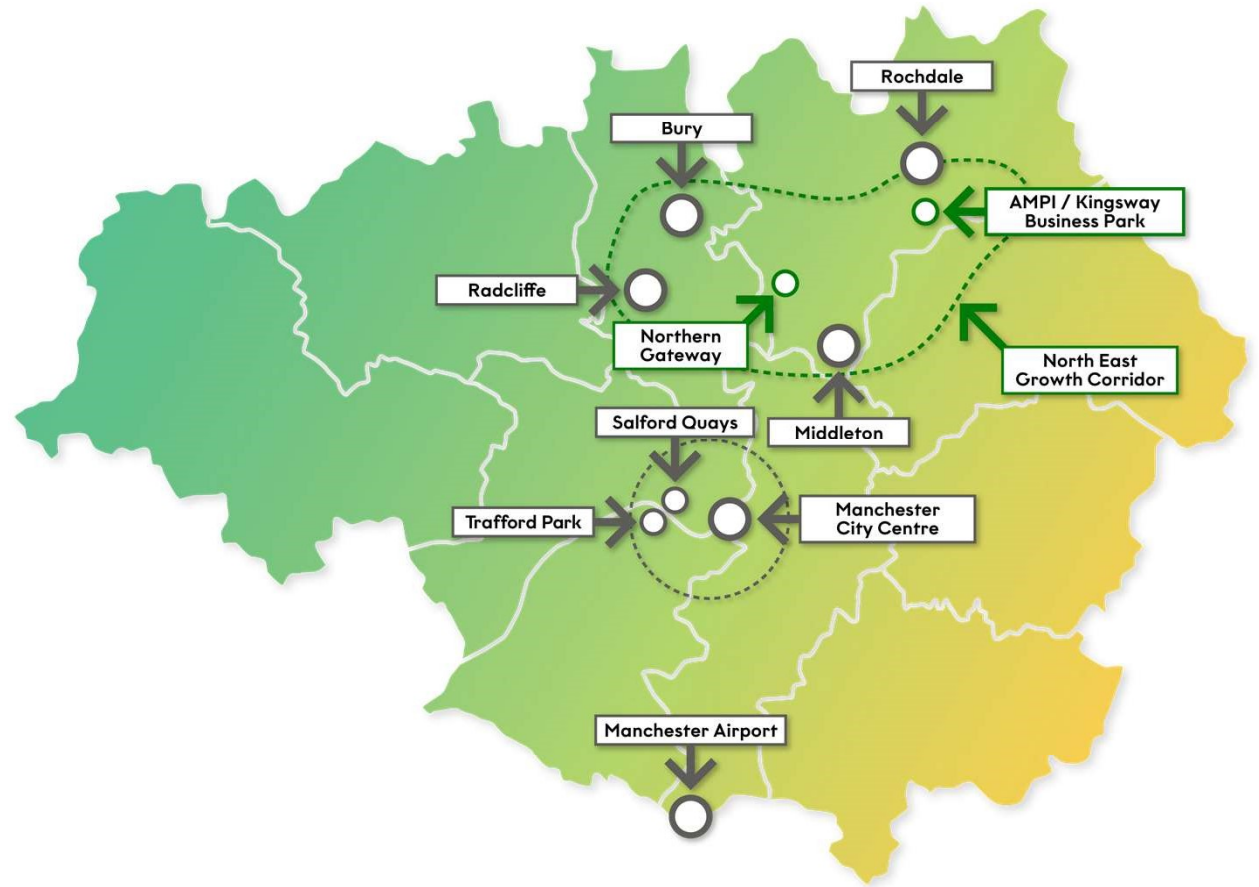 Rochdale
Bury
AMPI / Kingsway
Business Park
Radcliffe
Northern
Gateway
North East
Growth Corridor
Salford Quays
Middleton
Trafford Park
Manchester
City Centre
Manchester Airport